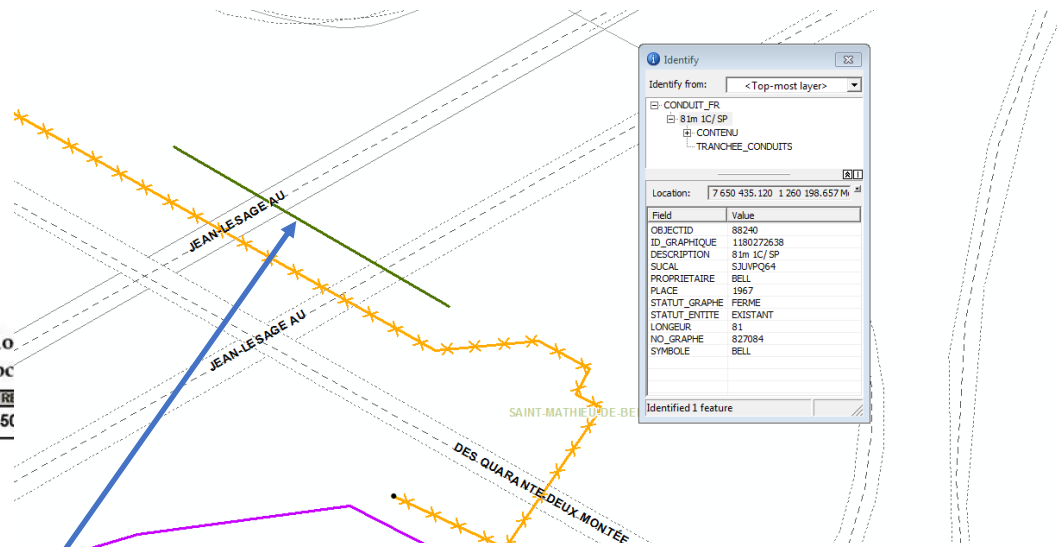 Identify
Identify from: <Top-most layer>
CONDUIT_FR
81m 1C/ SP
CONTENU
TRANCHEE_CONDUITS
Location: 7 650 435.120 1 260 198.657
Field Value
OBJECTID 88240
ID_GRAPHIQUE 1180272638
DESCRIPTION 81m 1C/ SP
SUCAL SJUVPQ64
PROPRIETAIRE BELL
PLACE 1967
STATUT_GRAPHE FERME
STATUT_ENTITE EXISTANT
LONGEUR 81
NO_GRAPHE 827084
SYMBOLE BELL
Identified 1 feature
JEAN-LESAGE AU
JEAN-LESAGE AU
SAINT-MATHIEU-DE-BE
DES QUARANTE-DEUX MONTÉE